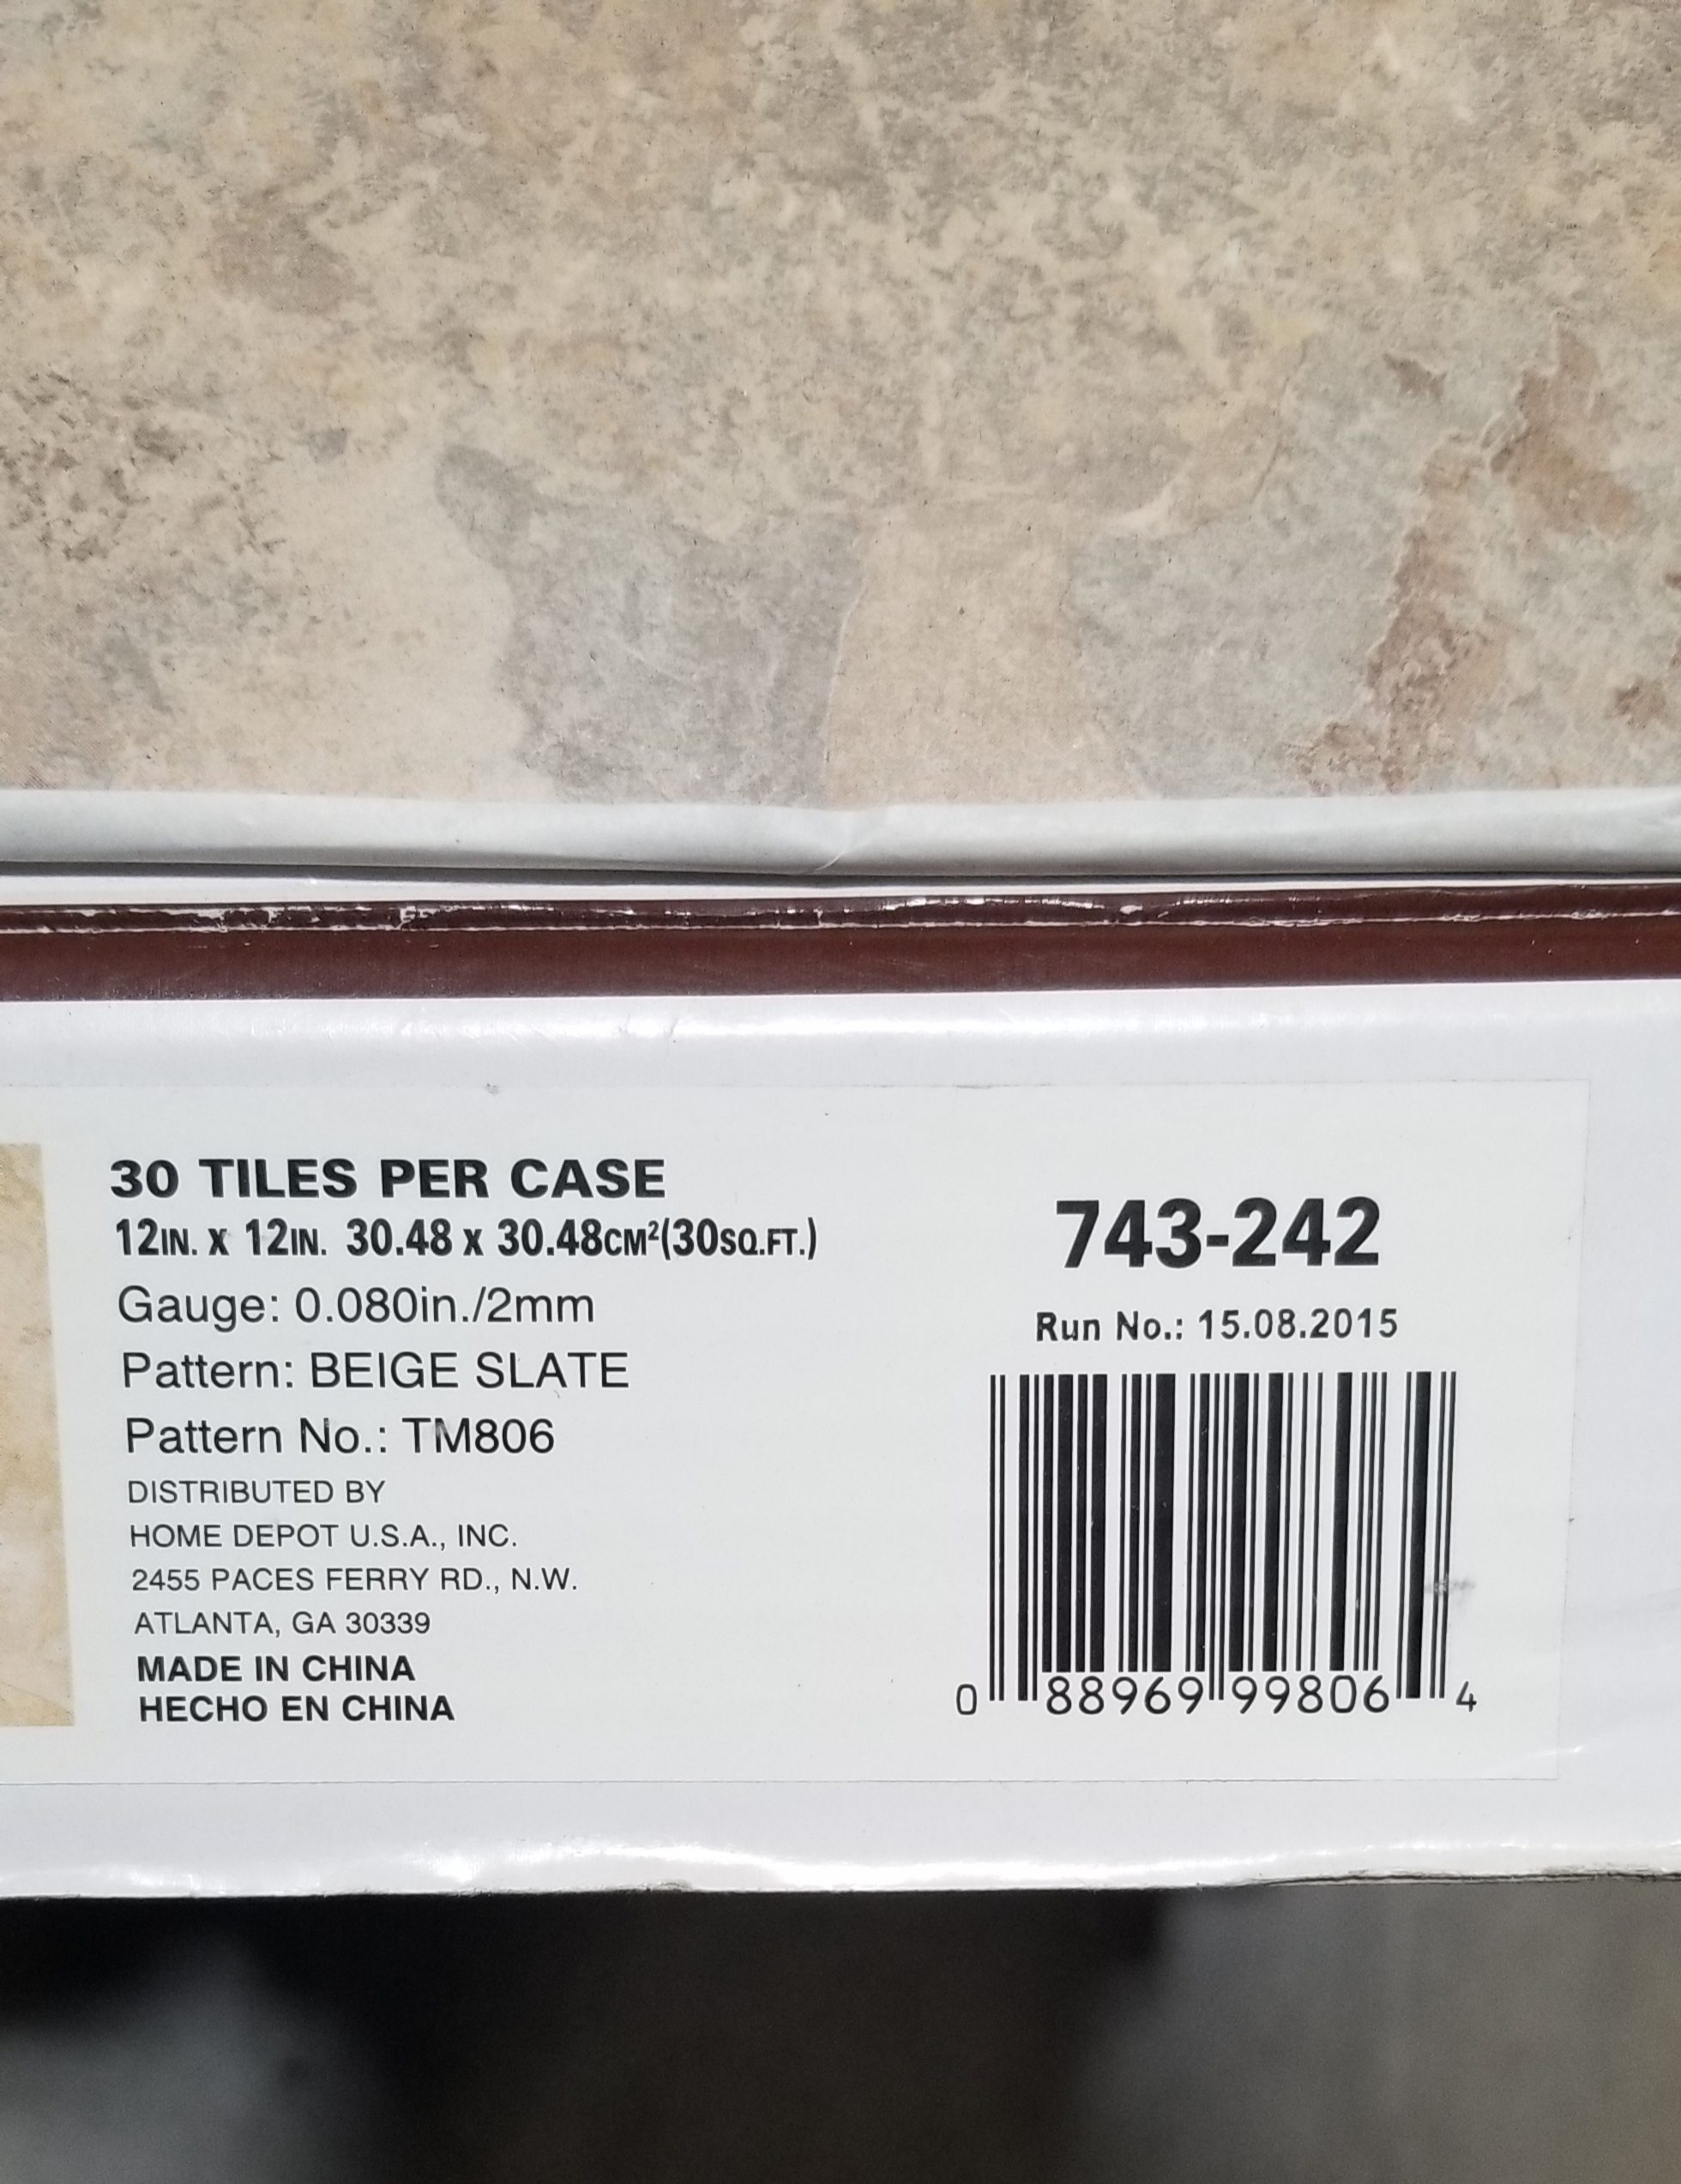 30 TILES PER CASE
12IN. X 12IN. 30.48 X 30.48CM²(30SQ.FT.)
Gauge: 0.080in./2mm
Pattern: BEIGE SLATE
Pattern No.: TM806
DISTRIBUTED BY
HOME DEPOT U.S.A., INC.
2455 PACES FERRY RD., N.W.
ATLANTA, GA 30339
MADE IN CHINA
HECHO EN CHINA
743-242
Run No.: 15.08.2015
0 88969 99806 4